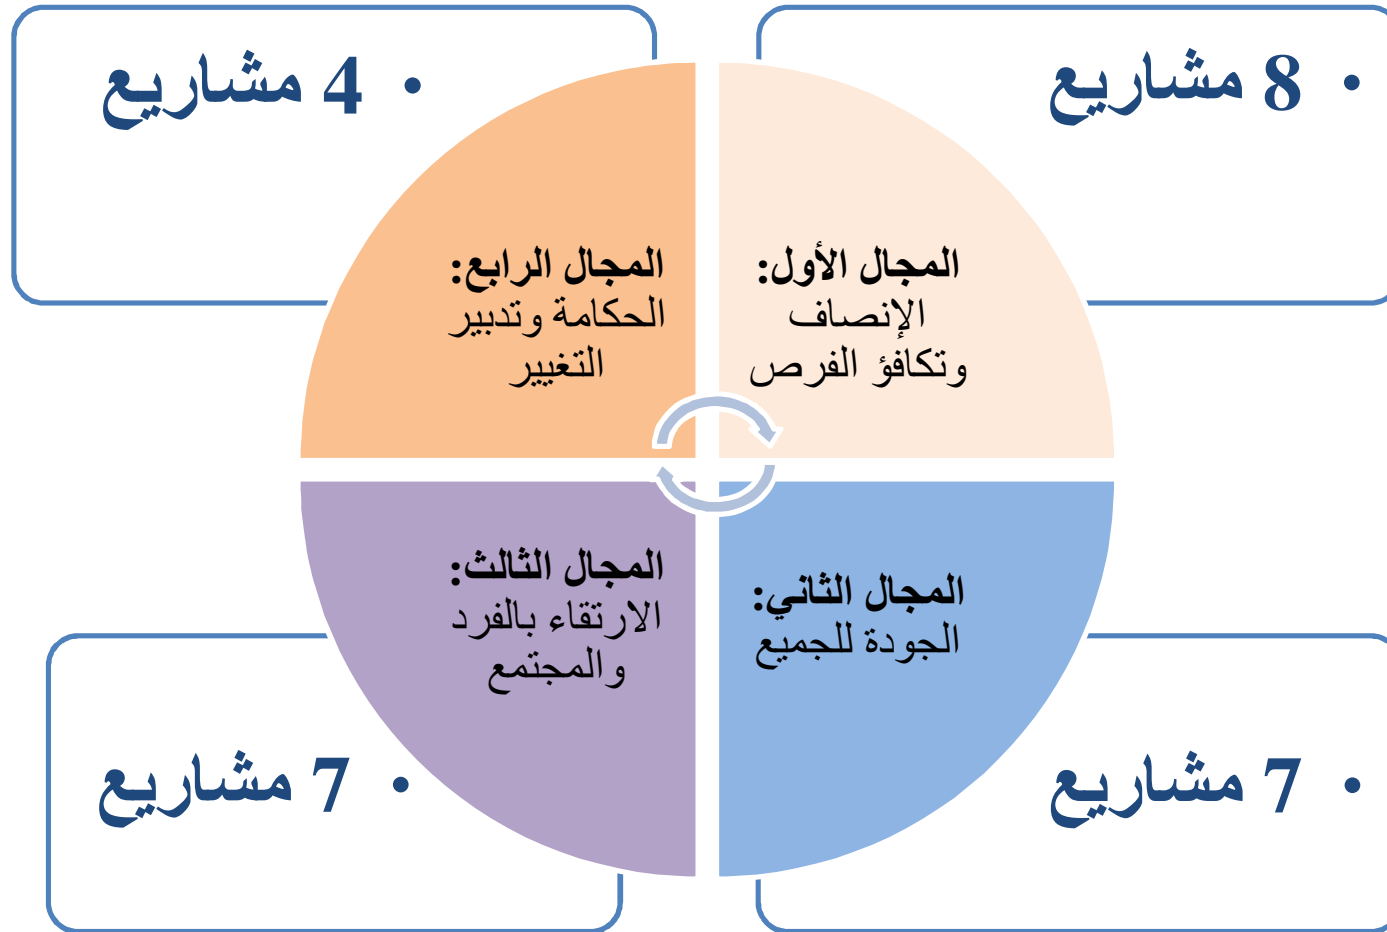 • 8 مشاريع
المجال الأول:
الإنصاف
وتكافؤ الفرص
• 7 مشاريع
المجال الثاني:
الجودة للجميع
• 7 مشاريع
المجال الثالث:
الارتقاء بالفرد
والمجتمع
• 4 مشاريع
المجال الرابع:
الحكامة وتدبير
التغيير